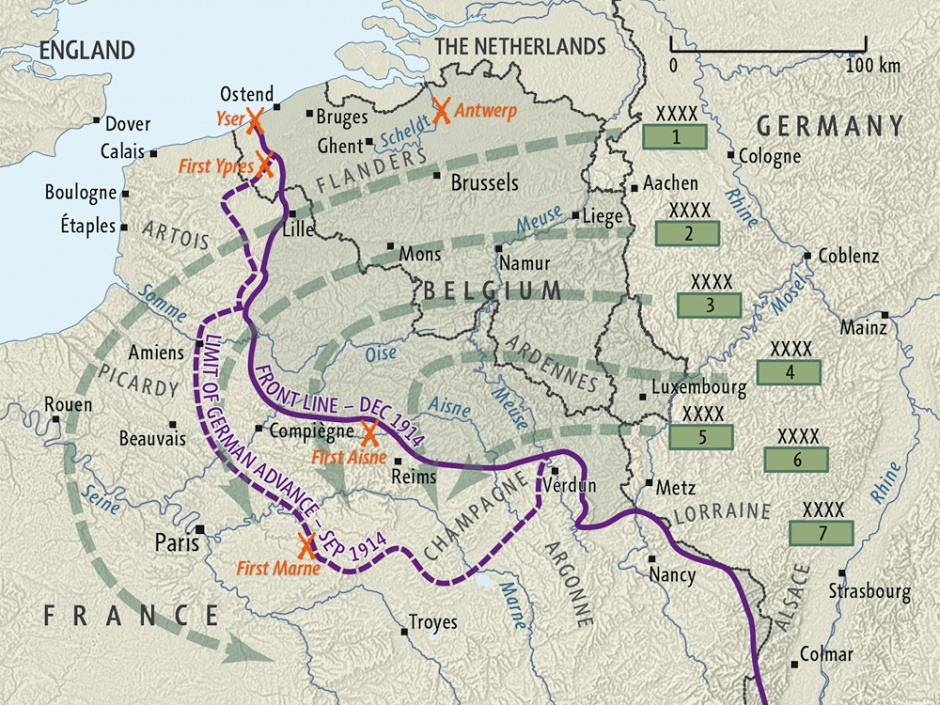 ENGLAND
THE NETHERLANDS
0
100 km
Ostend
Yser
Bruges
Antwerp
Scheldt
Ghent
Dover
Calais
First Ypres
FLANDERS
XXXX
1
GERMANY
Cologne
Boulogne
Brussels
Aachen
Rhine
Étaples
ARTOIS
Lille
Meuse
Liege
XXXX
2
Mons
Namur
Coblenz
BELGIUM
XXXX
3
Mosel
Somme
Mainz
Amiens
Oise
ARDENNES
XXXX
4
PICARDY
LIMIT OF GERMAN ADVANCE – SEP 1914
FRONT LINE – DEC 1914
Aisne
Meuse
Luxembourg
Rouen
XXXX
5
Beauvais
Compiègne
First Aisne
XXXX
6
Reims
Rhine
Seine
CHAMPAGNE
Verdun
Metz
LORRAINE
XXXX
7
Paris
First Marne
ARGONNE
Nancy
Marne
ALSACE
Strasbourg
FRANCE
Troyes
Colmar